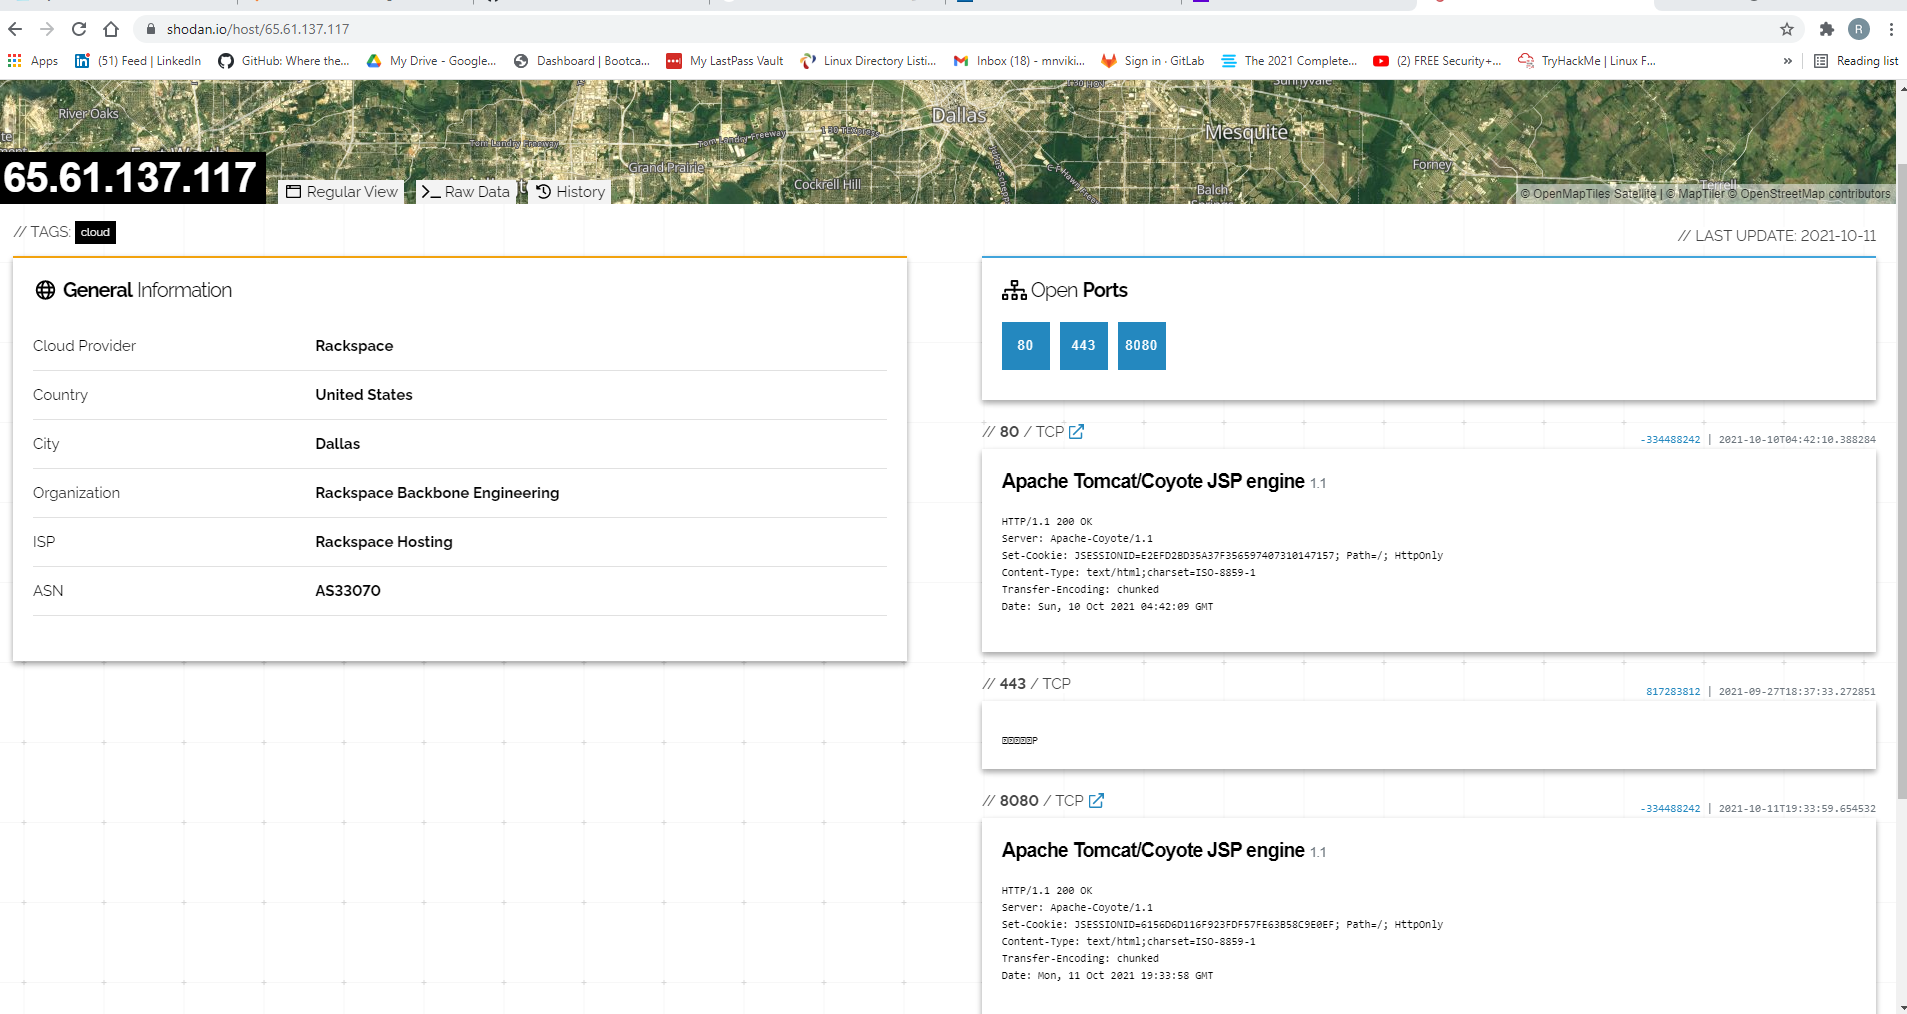 shodan.io/host/65.61.137.117
Apps
(51) Feed | LinkedIn
GitHub: Where the...
My Drive - Google...
Dashboard | Bootca...
My LastPass Vault
Linux Directory Listi...
Inbox (18) - mnviki...
Sign in · GitLab
The 2021 Complete...
(2) FREE Security+...
TryHackMe | Linux F...
»
Reading list
R
River Oaks
Dallas
Sunnyvale
Mesquite
Tom Landry Freeway
Tom Landry Freeway
Grand Prairie
Cockrell Hill
Balch
Springs
Forney
Terrell
© OpenMapTiles Satellite | © MapTiler © OpenStreetMap contributors
65.61.137.117
Regular View
Raw Data
History
// TAGS: cloud
// LAST UPDATE: 2021-10-11
General Information
Cloud Provider Rackspace
Country United States
City Dallas
Organization Rackspace Backbone Engineering
ISP Rackspace Hosting
ASN AS33070
Open Ports
80 443 8080
// 80 / TCP
-334488242 | 2021-10-10T04:42:10.388284
Apache Tomcat/Coyote JSP engine 1.1
HTTP/1.1 200 OK
Server: Apache-Coyote/1.1
Set-Cookie: JSESSIONID=E2EFD2BD35A37F356597407310147157; Path=/; HttpOnly
Content-Type: text/html;charset=ISO-8859-1
Transfer-Encoding: chunked
Date: Sun, 10 Oct 2021 04:42:09 GMT
// 443 / TCP
817283812 | 2021-09-27T18:37:33.272851
P
// 8080 / TCP
-334488242 | 2021-10-11T19:33:59.654532
Apache Tomcat/Coyote JSP engine 1.1
HTTP/1.1 200 OK
Server: Apache-Coyote/1.1
Set-Cookie: JSESSIONID=6156D6D116F923FDF57FE63B58C9E0EF; Path=/; HttpOnly
Content-Type: text/html;charset=ISO-8859-1
Transfer-Encoding: chunked
Date: Mon, 11 Oct 2021 19:33:58 GMT